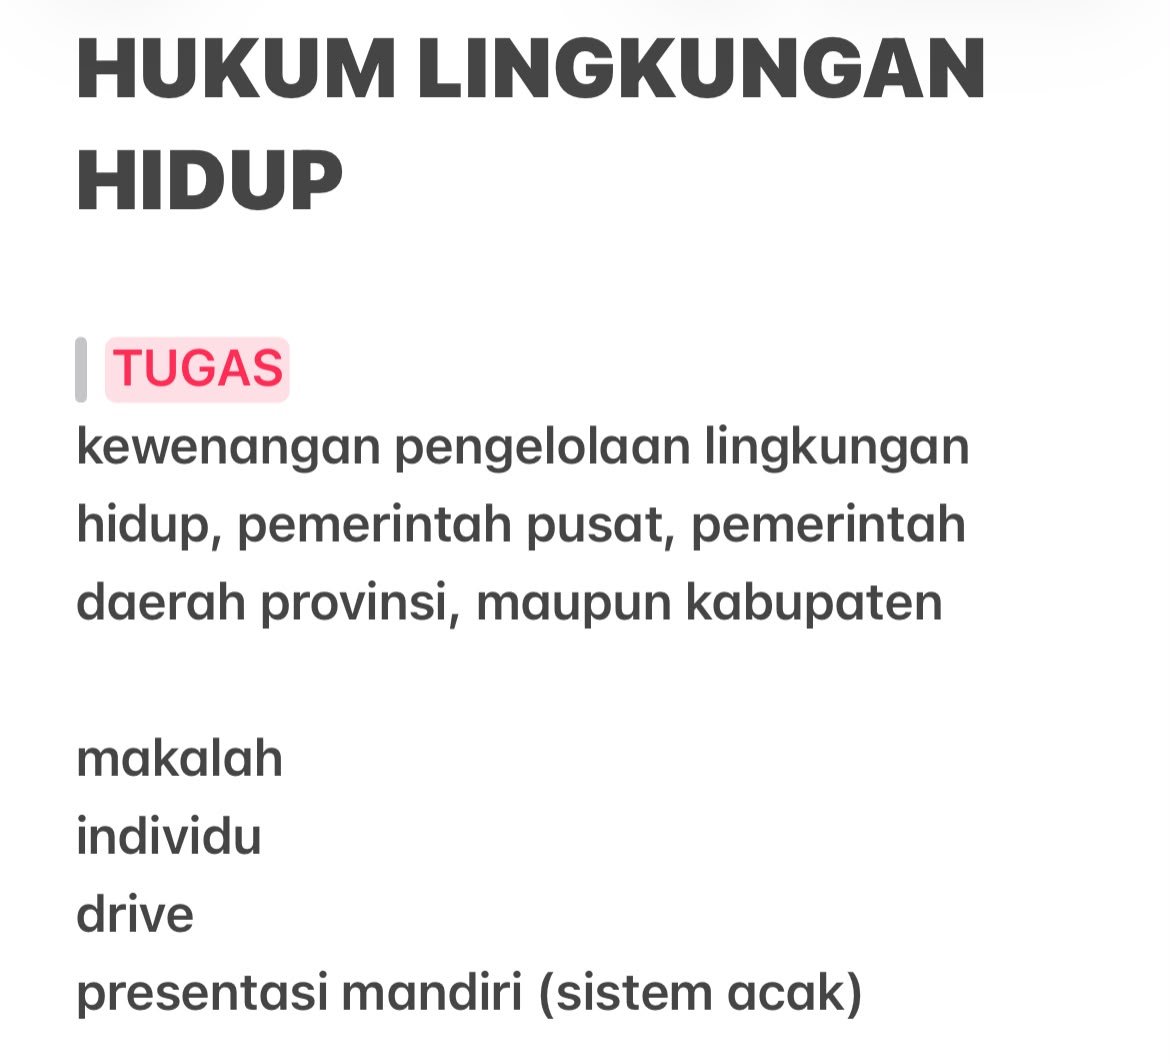 HUKUM LINGKUNGAN
HIDUP
TUGAS
kewenangan pengelolaan lingkungan
hidup, pemerintah pusat, pemerintah
daerah provinsi, maupun kabupaten
makalah
individu
drive
presentasi mandiri (sistem acak)